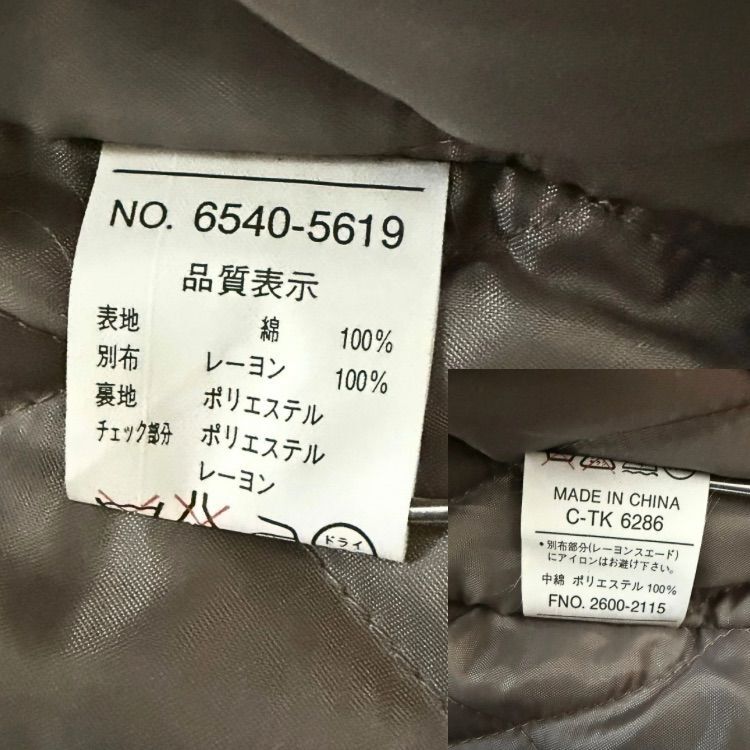 NO. 6540-5619
品質表示
表地 綿 100%
別布 レーヨン 100%
裏地 ポリエステル
チェック部分 ポリエステル
レーヨン
ドライ
MADE IN CHINA
C-TK 6286
・別布部分(レーヨンスエード)
にアイロンはお避け下さい。
中綿 ポリエステル 100%
FNO. 2600-2115